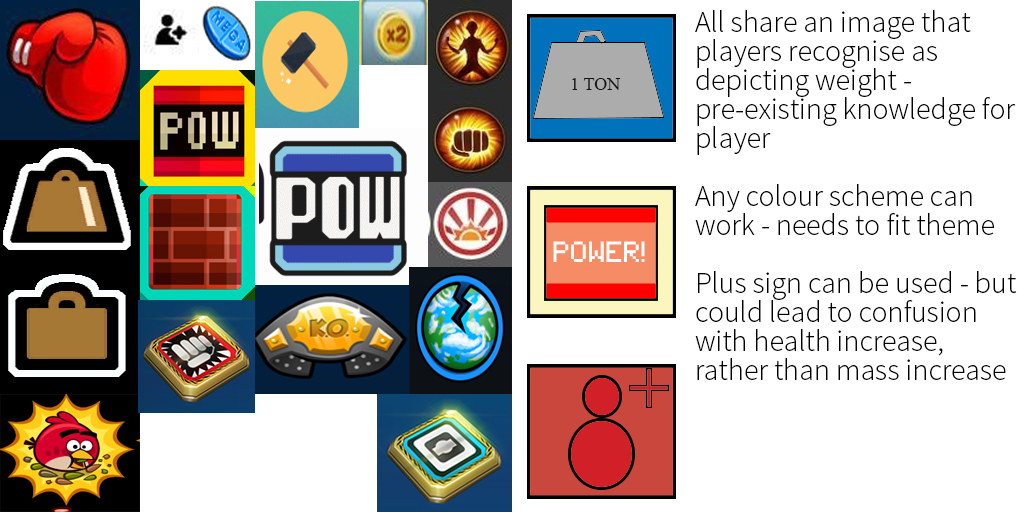 MEGA
x2
POW
POW
K.O.
1 TON
POWER!
All share an image that
players recognise as
depicting weight -
pre-existing knowledge for
player
Any colour scheme can
work - needs to fit theme
Plus sign can be used - but
could lead to confusion
with health increase,
rather than mass increase